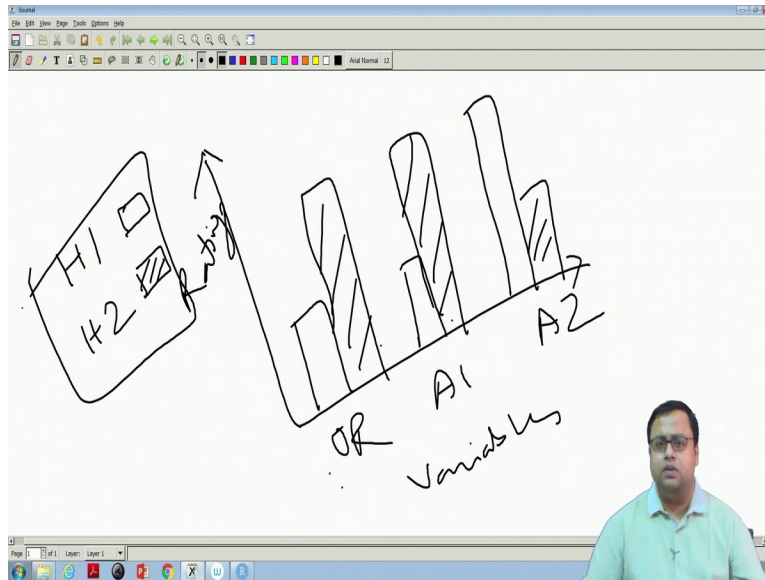 Xournal
File Edit View Page Tools Options Help
Arial Normal 12
H1
H2
Rating
OR
A1
A2
Variables
Page 1 of 1 Layer: Layer 1